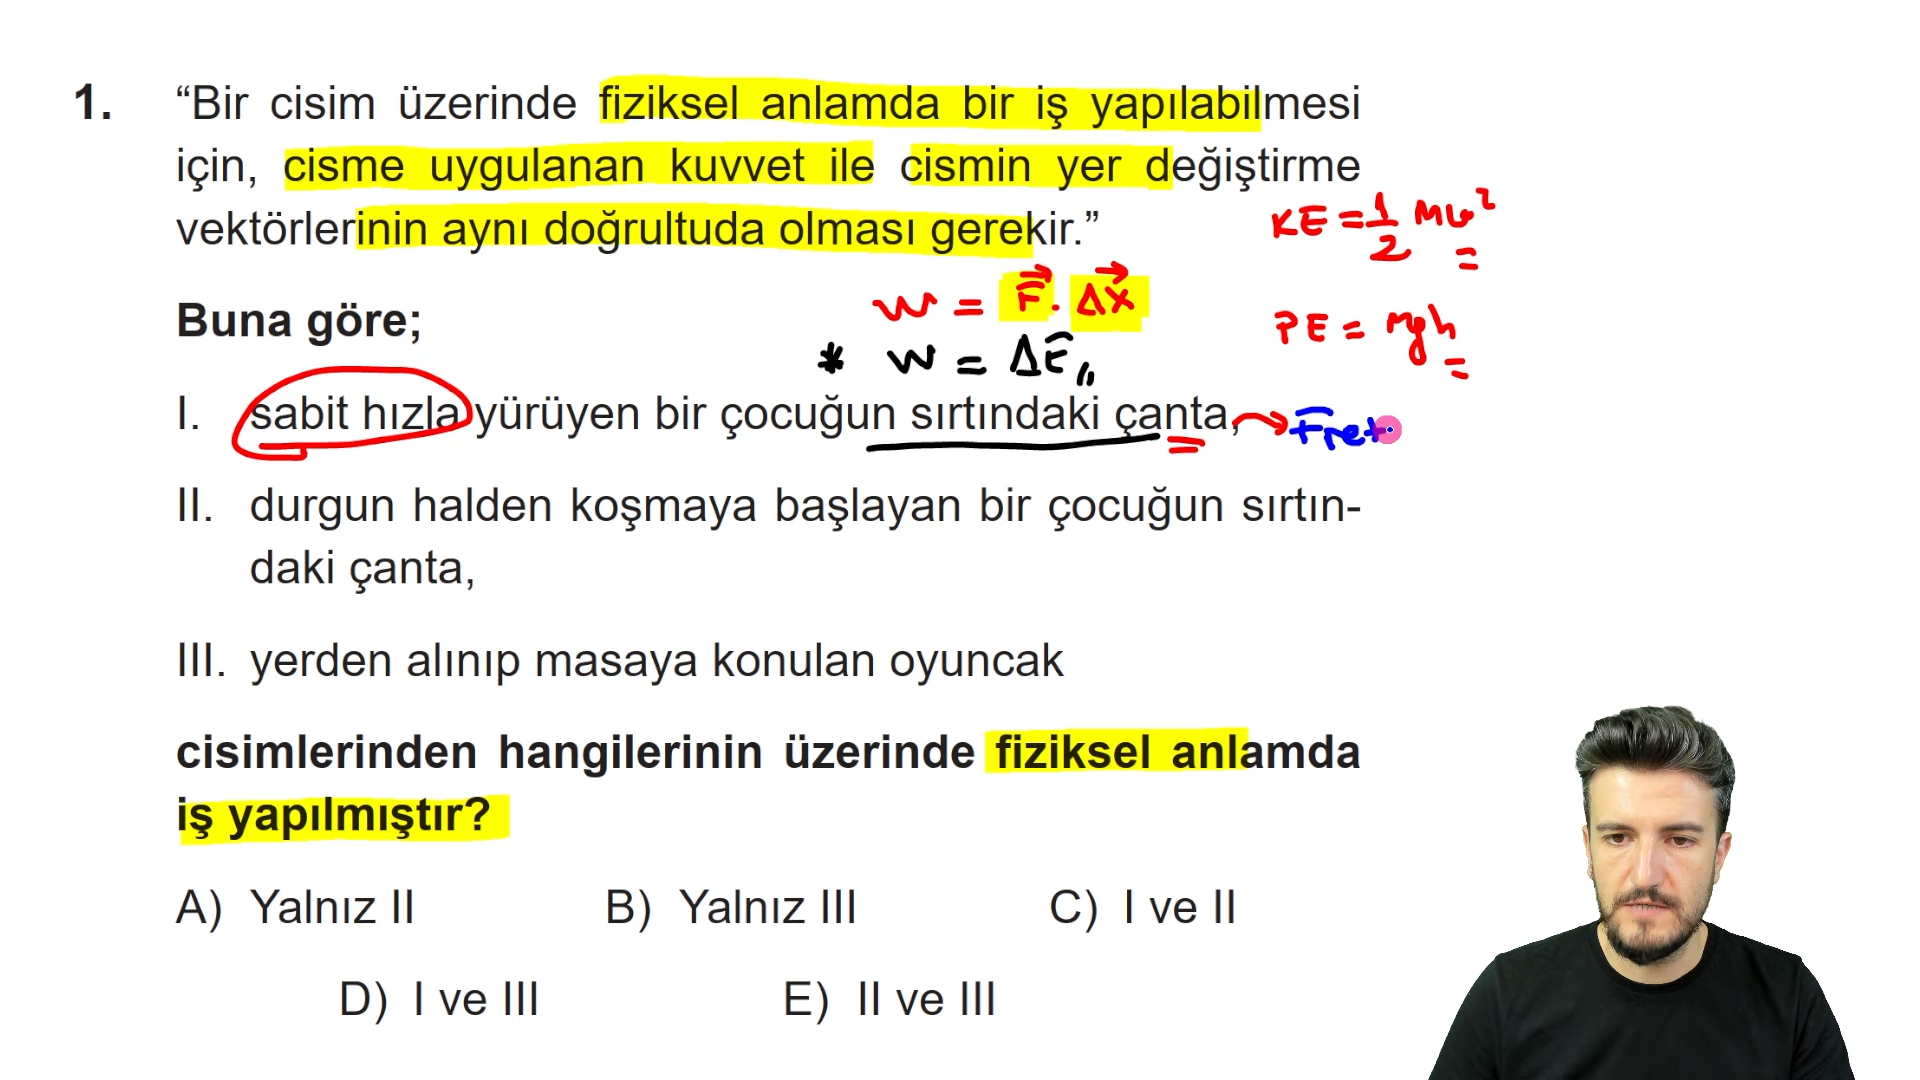 1. “Bir cisim üzerinde fiziksel anlamda bir iş yapılabilmesi
için, cisme uygulanan kuvvet ile cismin yer değiştirme
vektörlerinin aynı doğrultuda olması gerekir.”
KE = 1/2 mv²
W = F. Δx
PE = mgh
Buna göre;
* W = ΔE
I. sabit hızla yürüyen bir çocuğun sırtındaki çanta,
Fnet
II. durgun halden koşmaya başlayan bir çocuğun sırtın-
daki çanta,
III. yerden alınıp masaya konulan oyuncak
cisimlerinden hangilerinin üzerinde fiziksel anlamda
iş yapılmıştır?
A) Yalnız II B) Yalnız III C) I ve II
D) I ve III E) II ve III